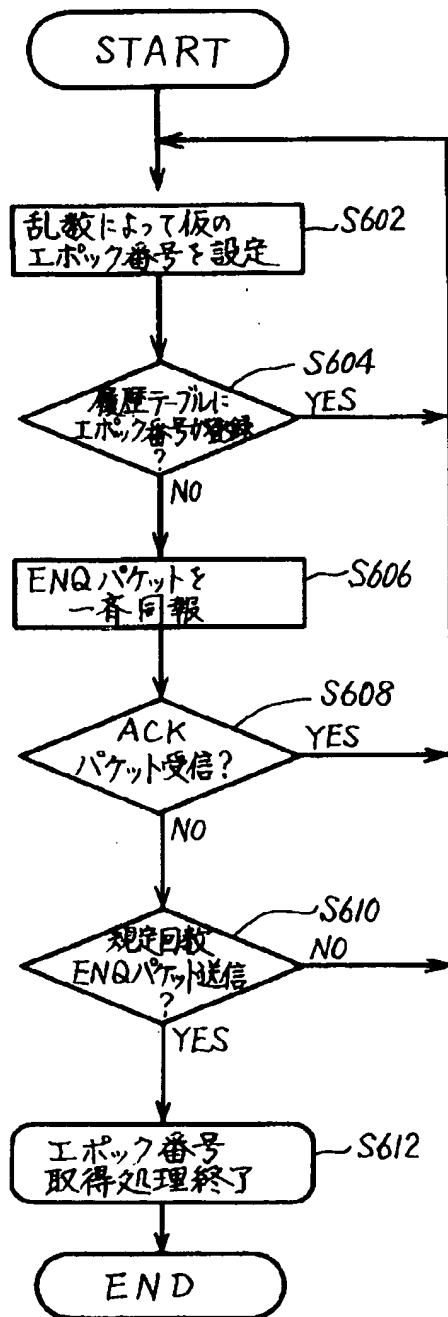 START
乱数によって仮の
エポック番号を設定
S602
S604
履歴テーブルに
エポック番号が登録
?
YES
NO
ENQパケットを
一斉同報
S606
S608
ACK
パケット受信?
YES
NO
S610
規定回数
ENQパケット送信
?
NO
YES
エポック番号
取得処理終了
S612
END